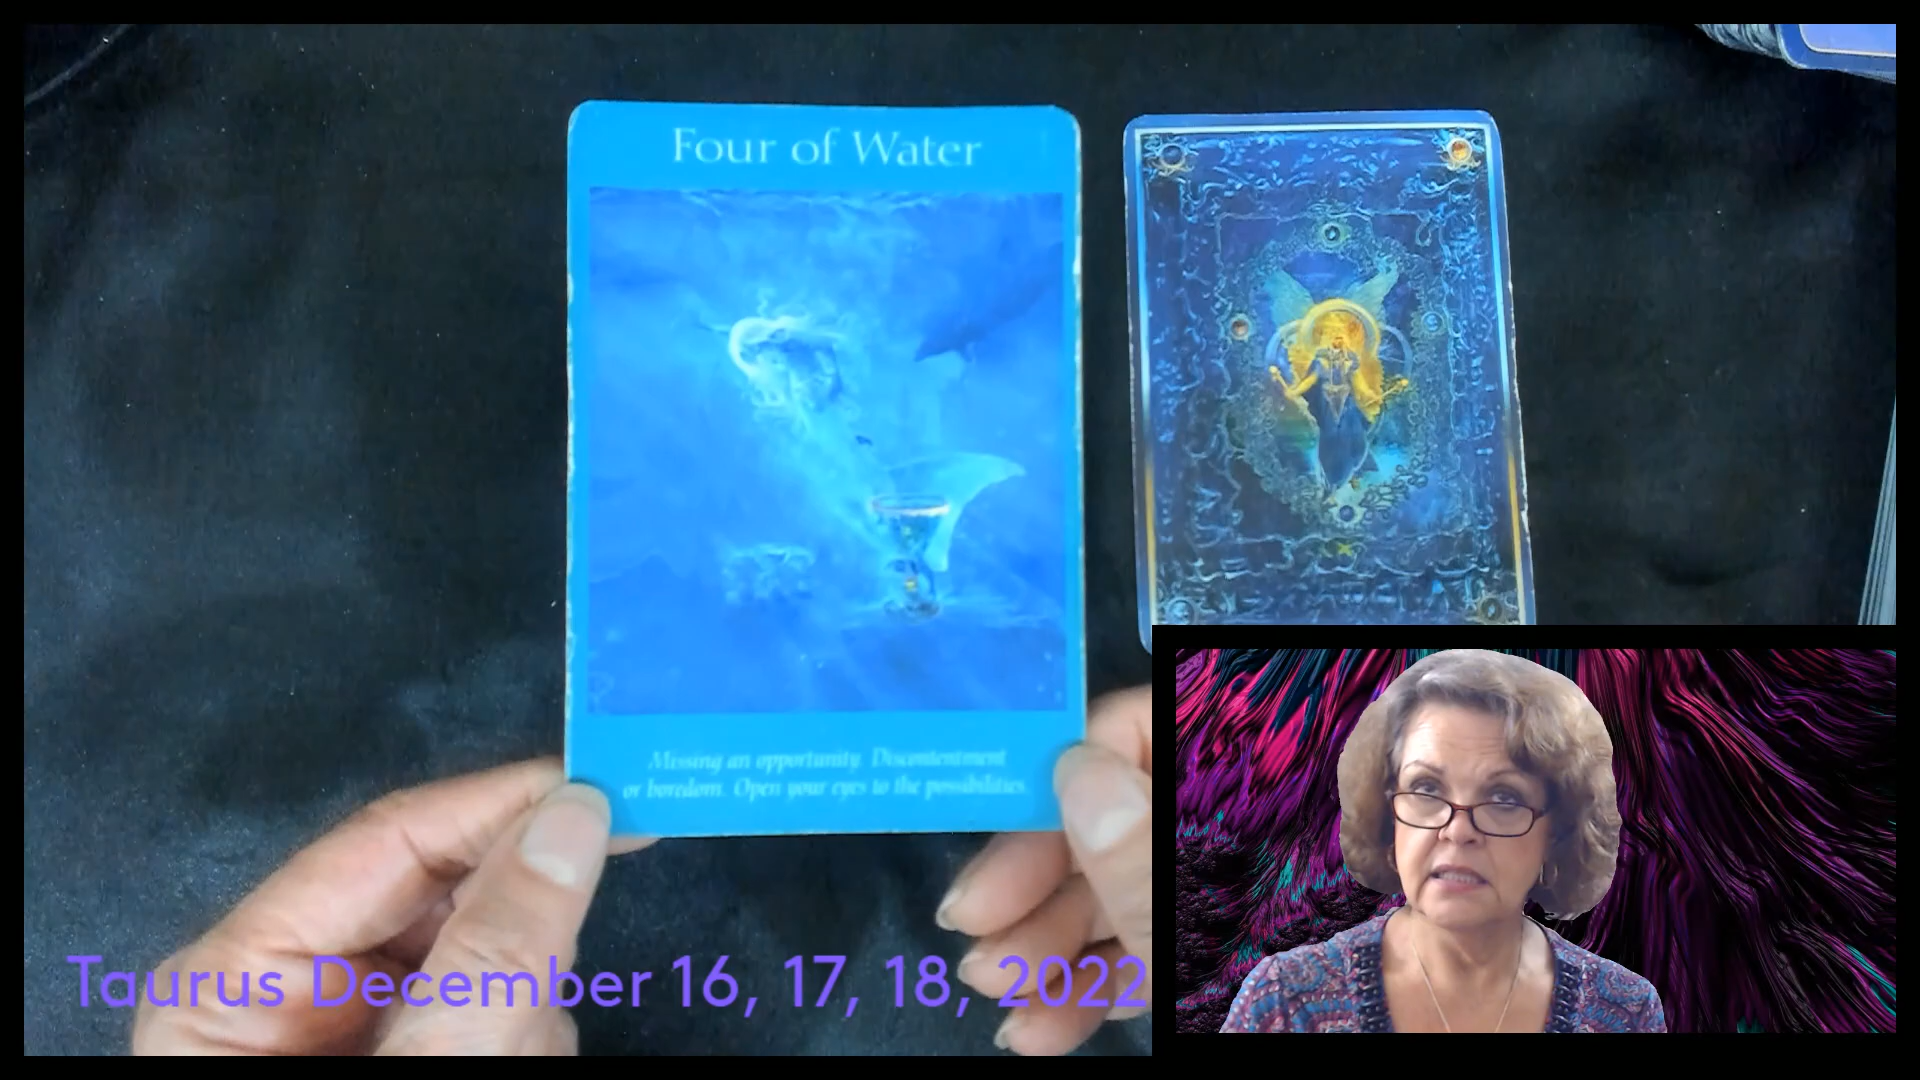 Four of Water
Missing an opportunity. Discontentment
or boredom. Open your eyes to the possibilities.
Taurus December 16, 17, 18, 2022